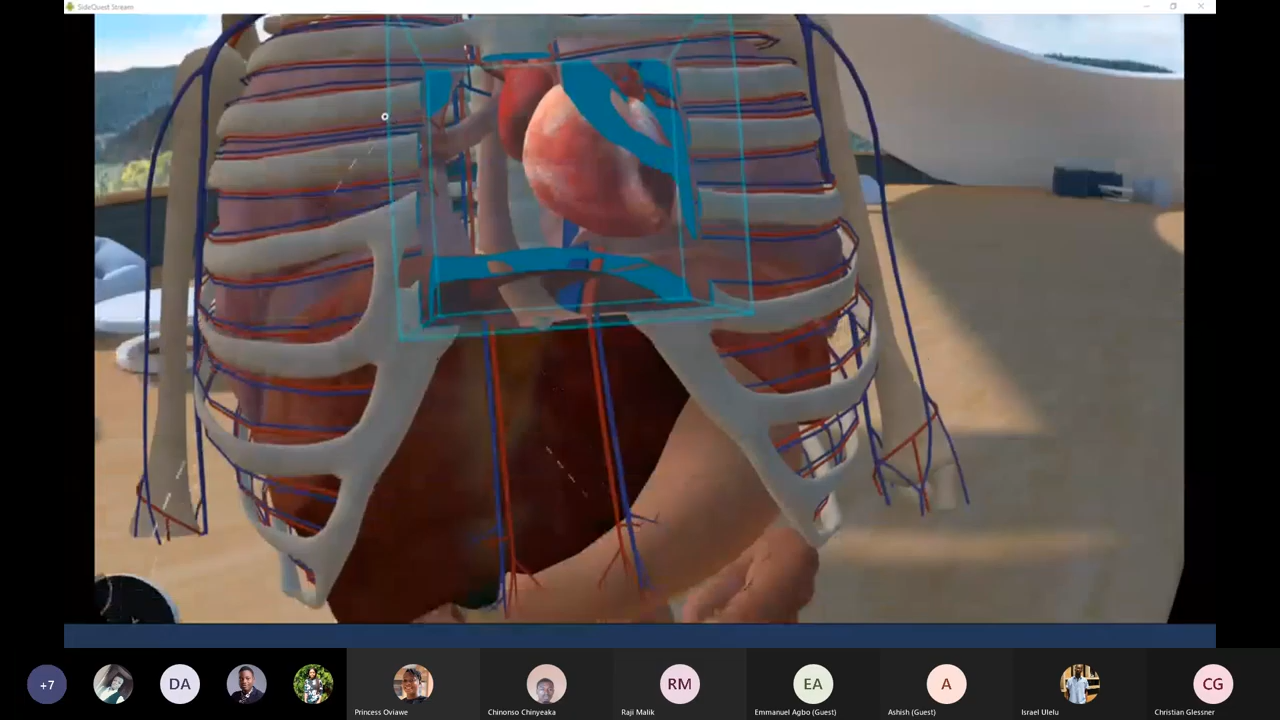 SideQuest Stream
+7
DA
Princess Oviawe
Chinonso Chinyeaka
RM
Raji Malik
EA
Emmanuel Agbo (Guest)
A
Ashish (Guest)
Israel Ulelu
CG
Christian Glessner